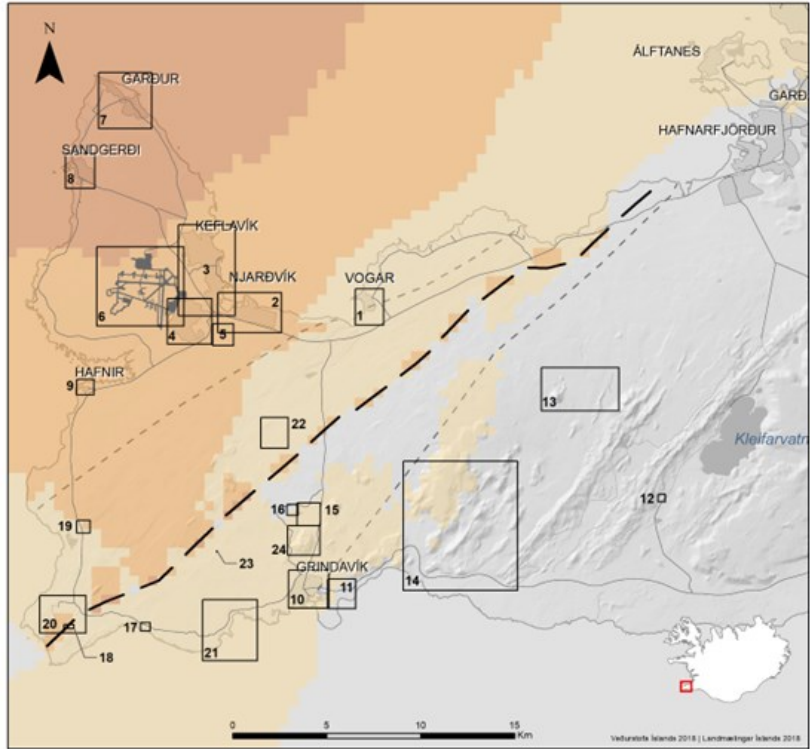 N
ÁLFTANES
GARÐUR
7
HAFNARFJÖRÐUR
SANDGERÐI
8
KEFLAVÍK
3
NJARÐVÍK
2
VOGAR
1
6
4
5
HAFNIR
9
13
22
Kleifarvatn
12
16
15
19
24
23
GRINDAVÍK
10
11
14
20
17
18
21
0 5 10 15
Km
Veðurstofa Íslands 2018 | Landmælingar Íslands 2018